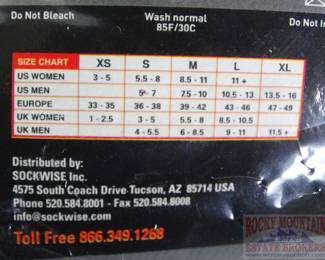 Do Not Bleach
Wash normal
85F/30C
Do Not
SIZE CHART XS S M L XL
US WOMEN 3 - 5 5.5 - 8 8.5 - 11 11 +
US MEN 5 - 7 7.5 - 10 10.5 - 13 13.5 - 16
EUROPE 33 - 35 36 - 38 39 - 42 43 - 46 47 - 49
UK WOMEN 1 - 2.5 3 - 5 5.5 - 8 8.5 - 10.5
UK MEN 4 - 5.5 6 - 8.5 9 - 11 11.5 +
Distributed by:
SOCKWISE Inc.
4575 South Coach Drive Tucson, AZ 85714 USA
Phone 520.584.8001 - Fax 520.584.8008
info@sockwise.com
Toll Free 866.349.1268
ROCKY MOUNTAIN
ESTATE BROKERS